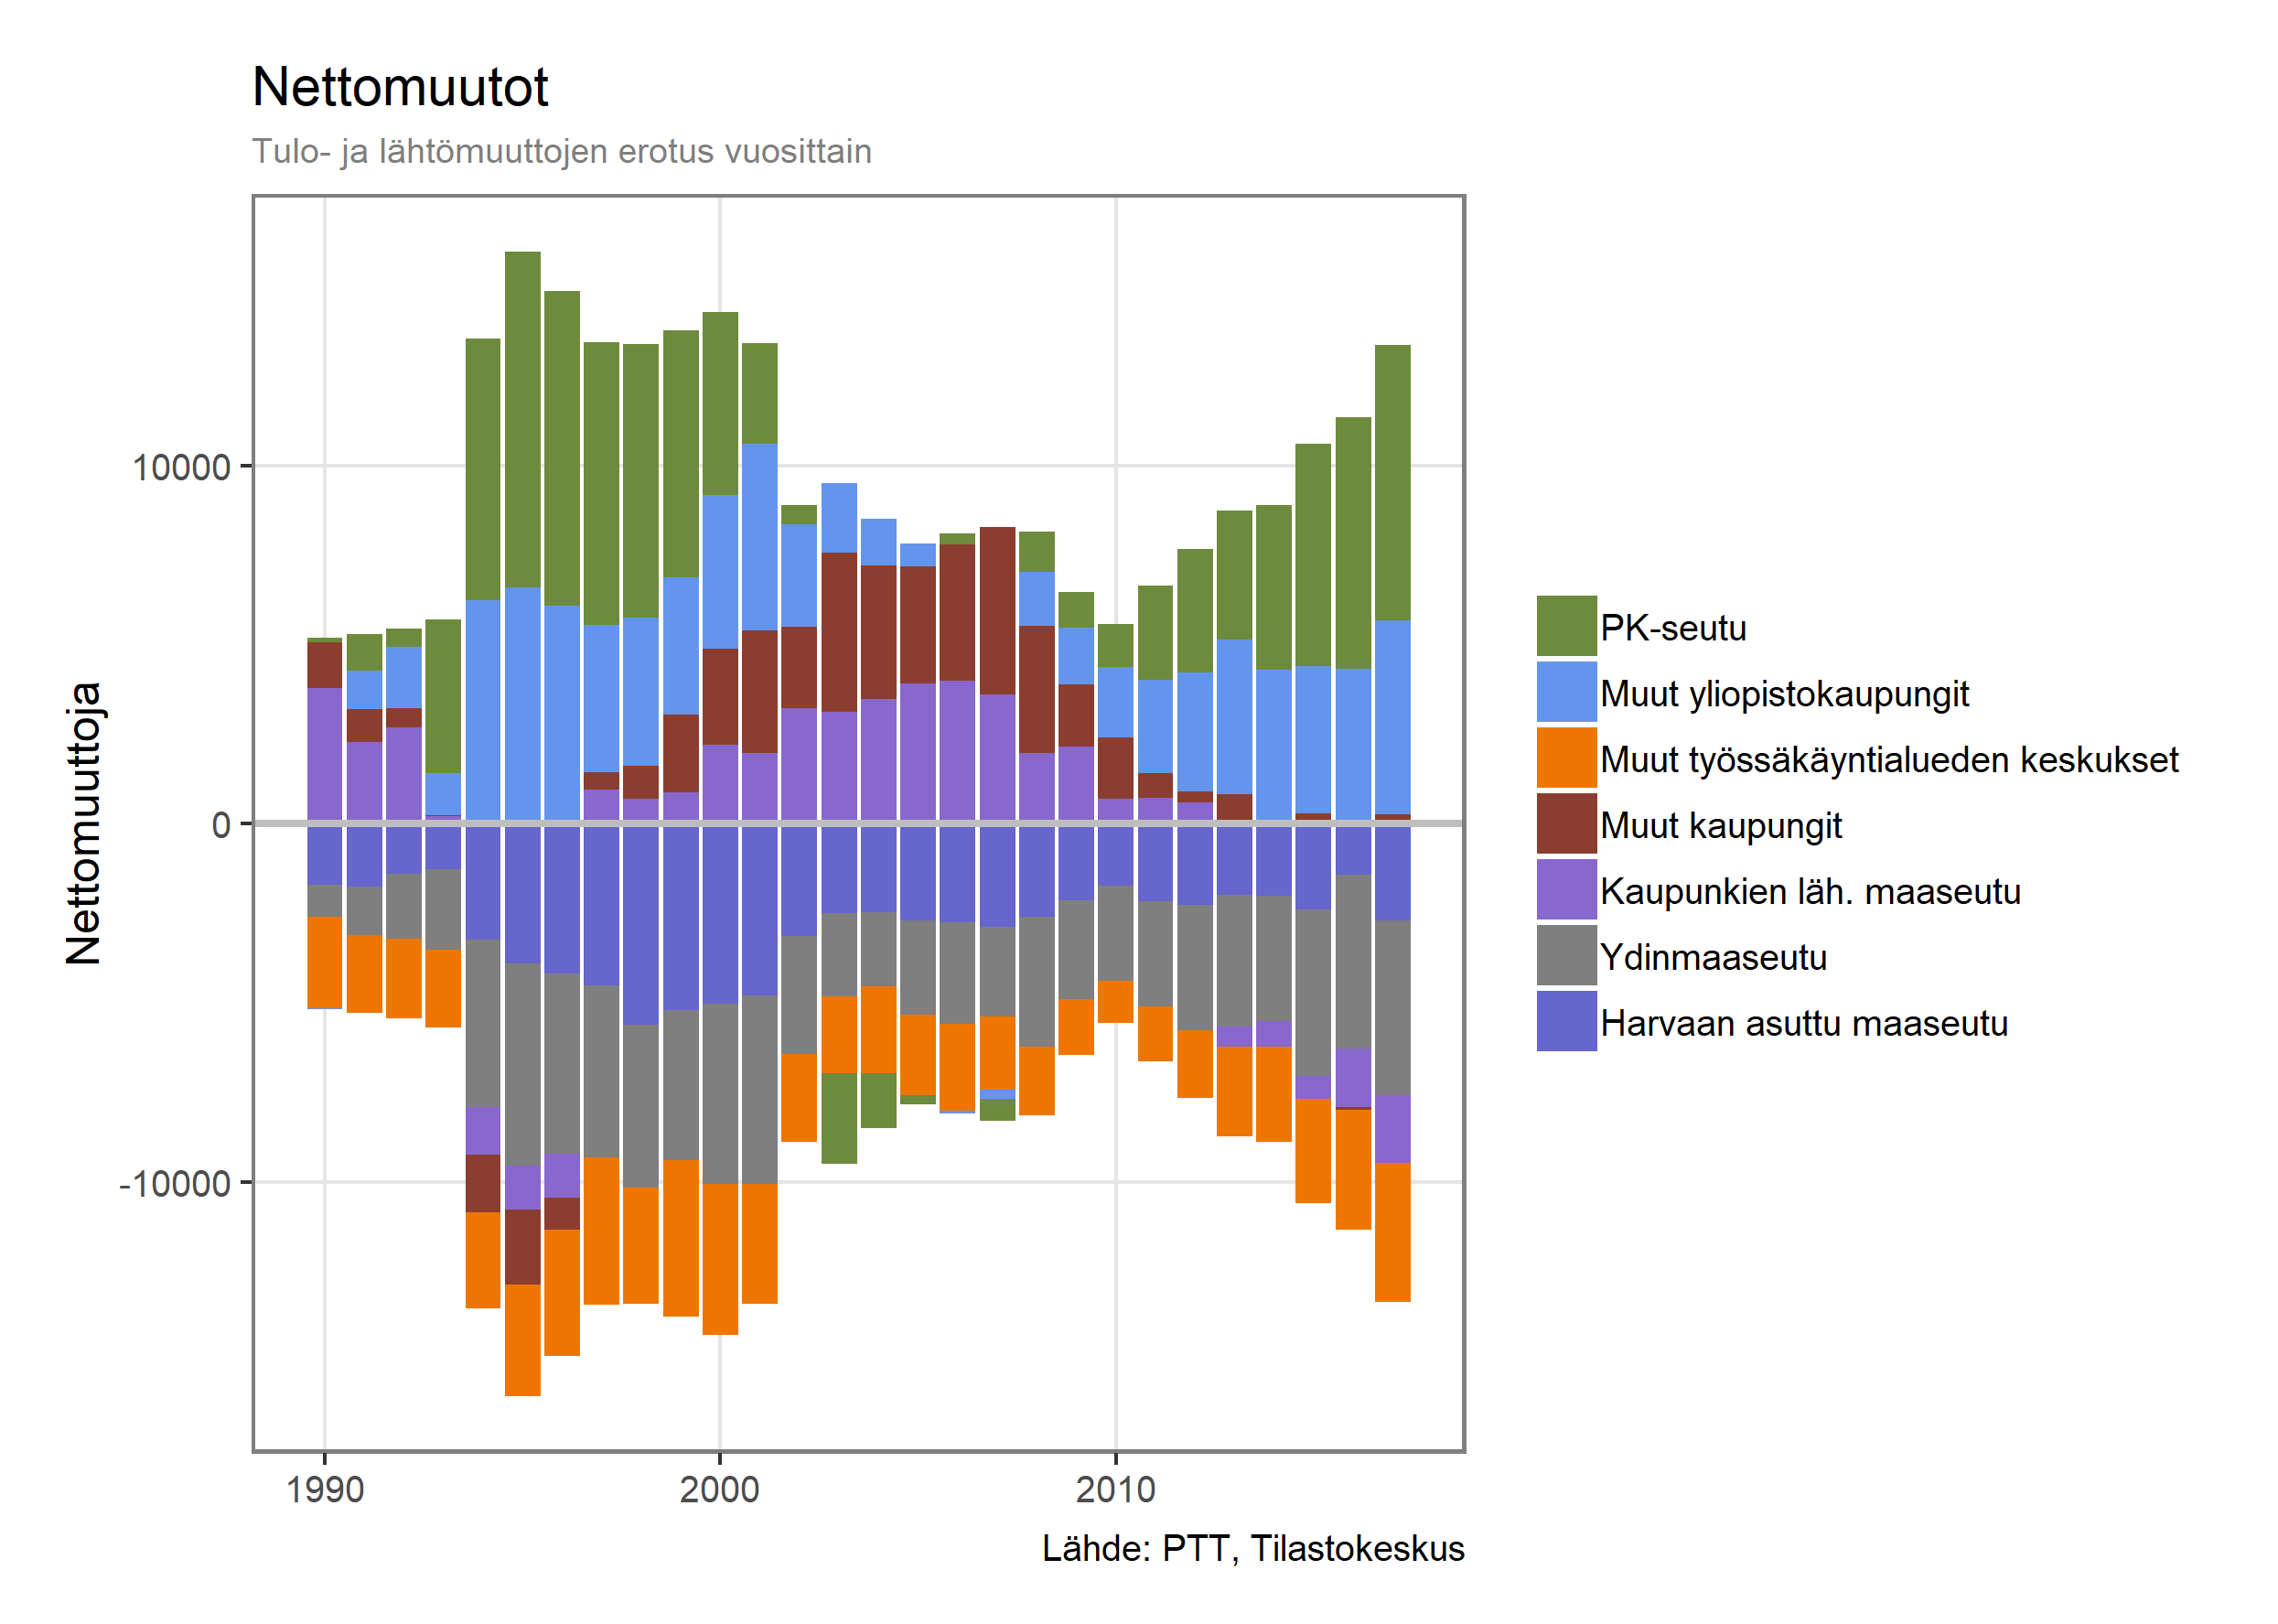 Nettomuutot
Tulo- ja lähtömuuttojen erotus vuosittain
Nettomuuttoja
10000
0
-10000
1990
2000
2010
PK-seutu
Muut yliopistokaupungit
Muut työssäkäyntialueden keskukset
Muut kaupungit
Kaupunkien läh. maaseutu
Ydinmaaseutu
Harvaan asuttu maaseutu
Lähde: PTT, Tilastokeskus